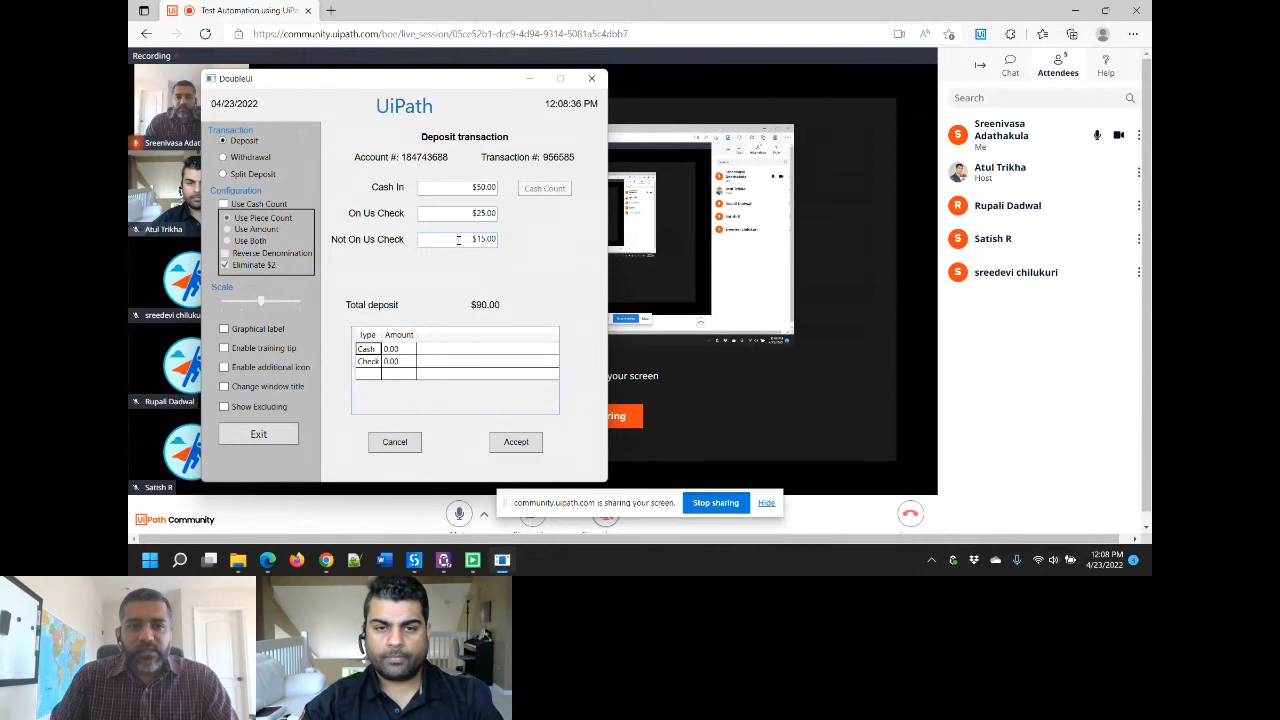 Test Automation using UiP
https://community.uipath.com/boe/live_session/05ce52b1-dcc9-4d94-9314-5081a5c4dbb7
Recording
DoubleUI
04/23/2022
UiPath
12:08:36 PM
Transaction
Deposit
Withdrawal
Split Deposit
Configuration
Use Cash Count
Use Piece Count
Use Amount
Use Both
Reverse Denomination
Eliminate $2
Scale
Graphical label
Enable training tip
Enable additional icon
Change window title
Show Excluding
Exit
Deposit transaction
Account #: 184743688 Transaction #: 956585
Cash In $50.00 Cash Count
On Us Check $25.00
Not On Us Check $15.00
Total deposit $90.00
Type Amount
Cash 0.00
Check 0.00
Cancel Accept
Sreenivasa Adat
Atul Trikha
sreedevi chiluku
Rupali Dadwal
Satish R
your screen
ring
community.uipath.com is sharing your screen. Stop sharing Hide
UiPath Community
Chat
5
Attendees
Help
Search
S
Sreenivasa
Adathakula
Me
Atul Trikha
Host
R
Rupali Dadwal
S
Satish R
S
sreedevi chilukuri
12:08 PM
4/23/2022